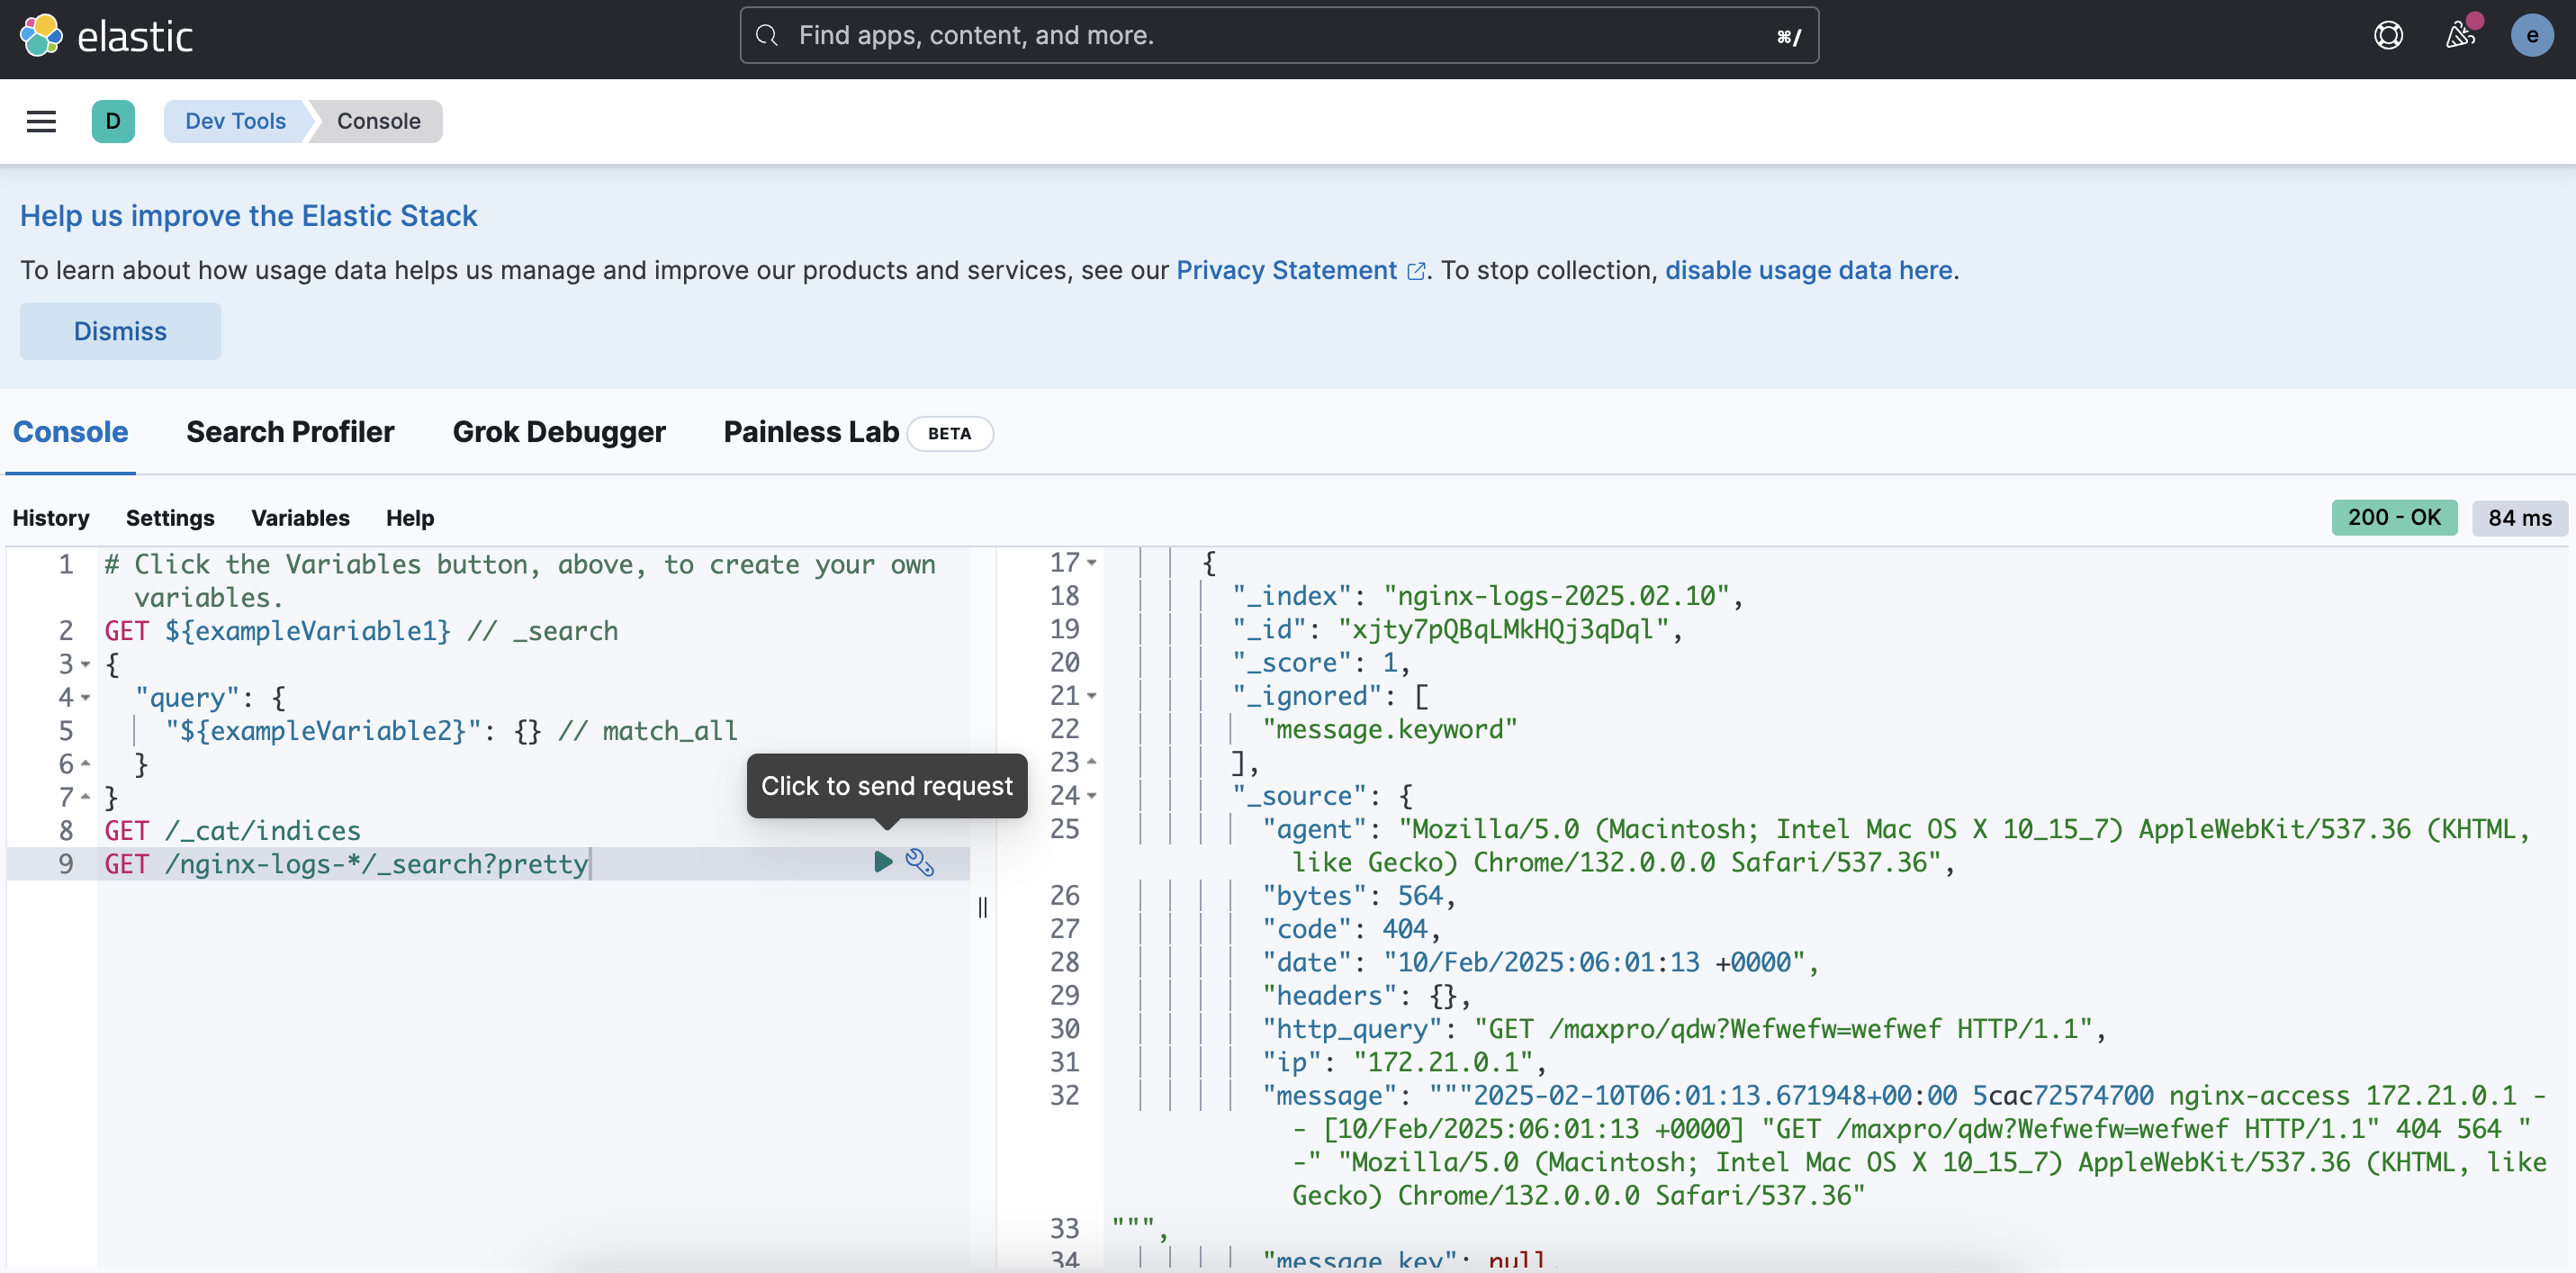 elastic
Find apps, content, and more.
⌘/
e
D
Dev Tools
Console
Help us improve the Elastic Stack
To learn about how usage data helps us manage and improve our products and services, see our Privacy Statement. To stop collection, disable usage data here.
Dismiss
Console
Search Profiler
Grok Debugger
Painless Lab
BETA
History
Settings
Variables
Help
200 - OK
84 ms
1 # Click the Variables button, above, to create your own
variables.
2 GET ${exampleVariable1} // _search
3 {
4 "query": {
5 "${exampleVariable2}": {} // match_all
6 }
7 }
8 GET /_cat/indices
9 GET /nginx-logs-*/_search?pretty
Click to send request
17 {
18 "_index": "nginx-logs-2025.02.10",
19 "_id": "xjty7pQBqLMkHQj3qDql",
20 "_score": 1,
21 "_ignored": [
22 "message.keyword"
23 ],
24 "_source": {
25 "agent": "Mozilla/5.0 (Macintosh; Intel Mac OS X 10_15_7) AppleWebKit/537.36 (KHTML,
like Gecko) Chrome/132.0.0.0 Safari/537.36",
26 "bytes": 564,
27 "code": 404,
28 "date": "10/Feb/2025:06:01:13 +0000",
29 "headers": {},
30 "http_query": "GET /maxpro/qdw?Wefwefw=wefwef HTTP/1.1",
31 "ip": "172.21.0.1",
32 "message": """2025-02-10T06:01:13.671948+00:00 5cac72574700 nginx-access 172.21.0.1 -
- [10/Feb/2025:06:01:13 +0000] "GET /maxpro/qdw?Wefwefw=wefwef HTTP/1.1" 404 564 "
-" "Mozilla/5.0 (Macintosh; Intel Mac OS X 10_15_7) AppleWebKit/537.36 (KHTML, like
Gecko) Chrome/132.0.0.0 Safari/537.36"
33 """,
34 "message_key": null,